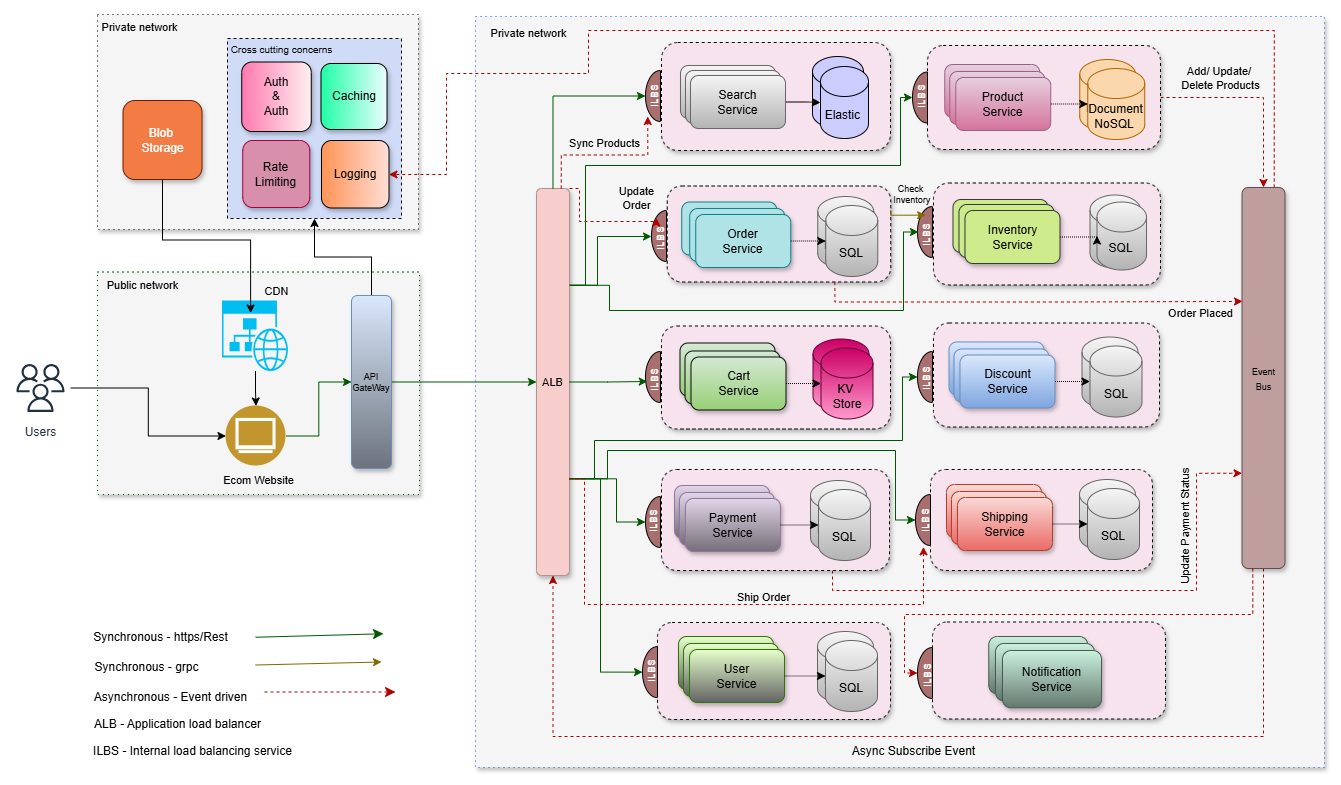 Private network
Cross cutting concerns
Auth
&
Auth
Caching
Rate
Limiting
Logging
Blob
Storage
Public network
CDN
API
GateWay
Users
Ecom Website
Synchronous - https/Rest
Synchronous - grpc
Asynchronous - Event driven
ALB - Application load balancer
ILBS - Internal load balancing service
Private network
ALB
ILBS
Search
Service
Elastic
ILBS
Product
Service
Document
NoSQL
Add/ Update/
Delete Products
Sync Products
Update
Order
ILBS
Order
Service
SQL
Check
Inventory
ILBS
Inventory
Service
SQL
Order Placed
ILBS
Cart
Service
KV
Store
ILBS
Discount
Service
SQL
Event
Bus
ILBS
Payment
Service
SQL
ILBS
Shipping
Service
SQL
Update Payment Status
Ship Order
ILBS
User
Service
SQL
ILBS
Notification
Service
Async Subscribe Event